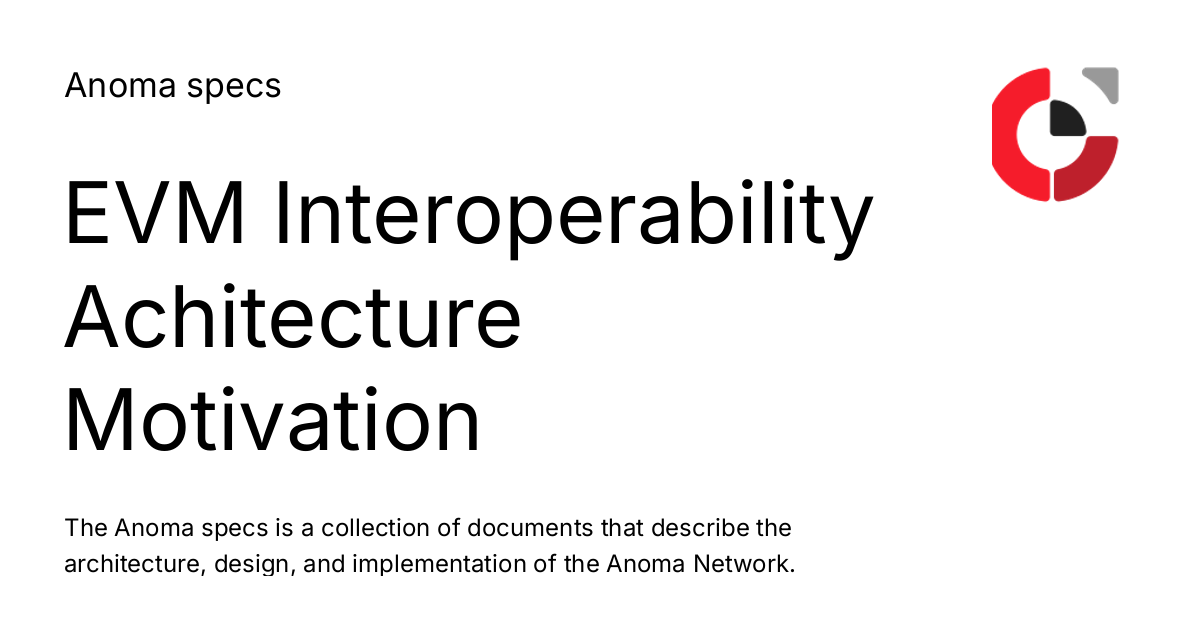 Anoma specs
EVM Interoperability
Achitecture
Motivation
The Anoma specs is a collection of documents that describe the
architecture, design, and implementation of the Anoma Network.